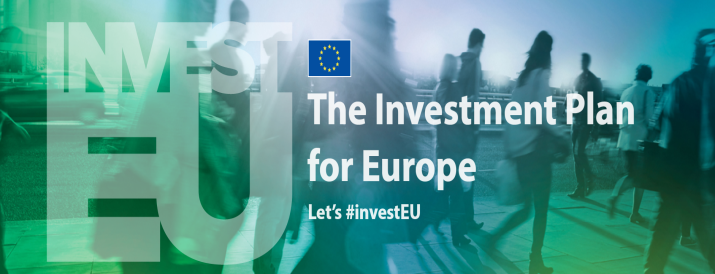 INVEST
EU
The Investment Plan
for Europe
Let's #investEU